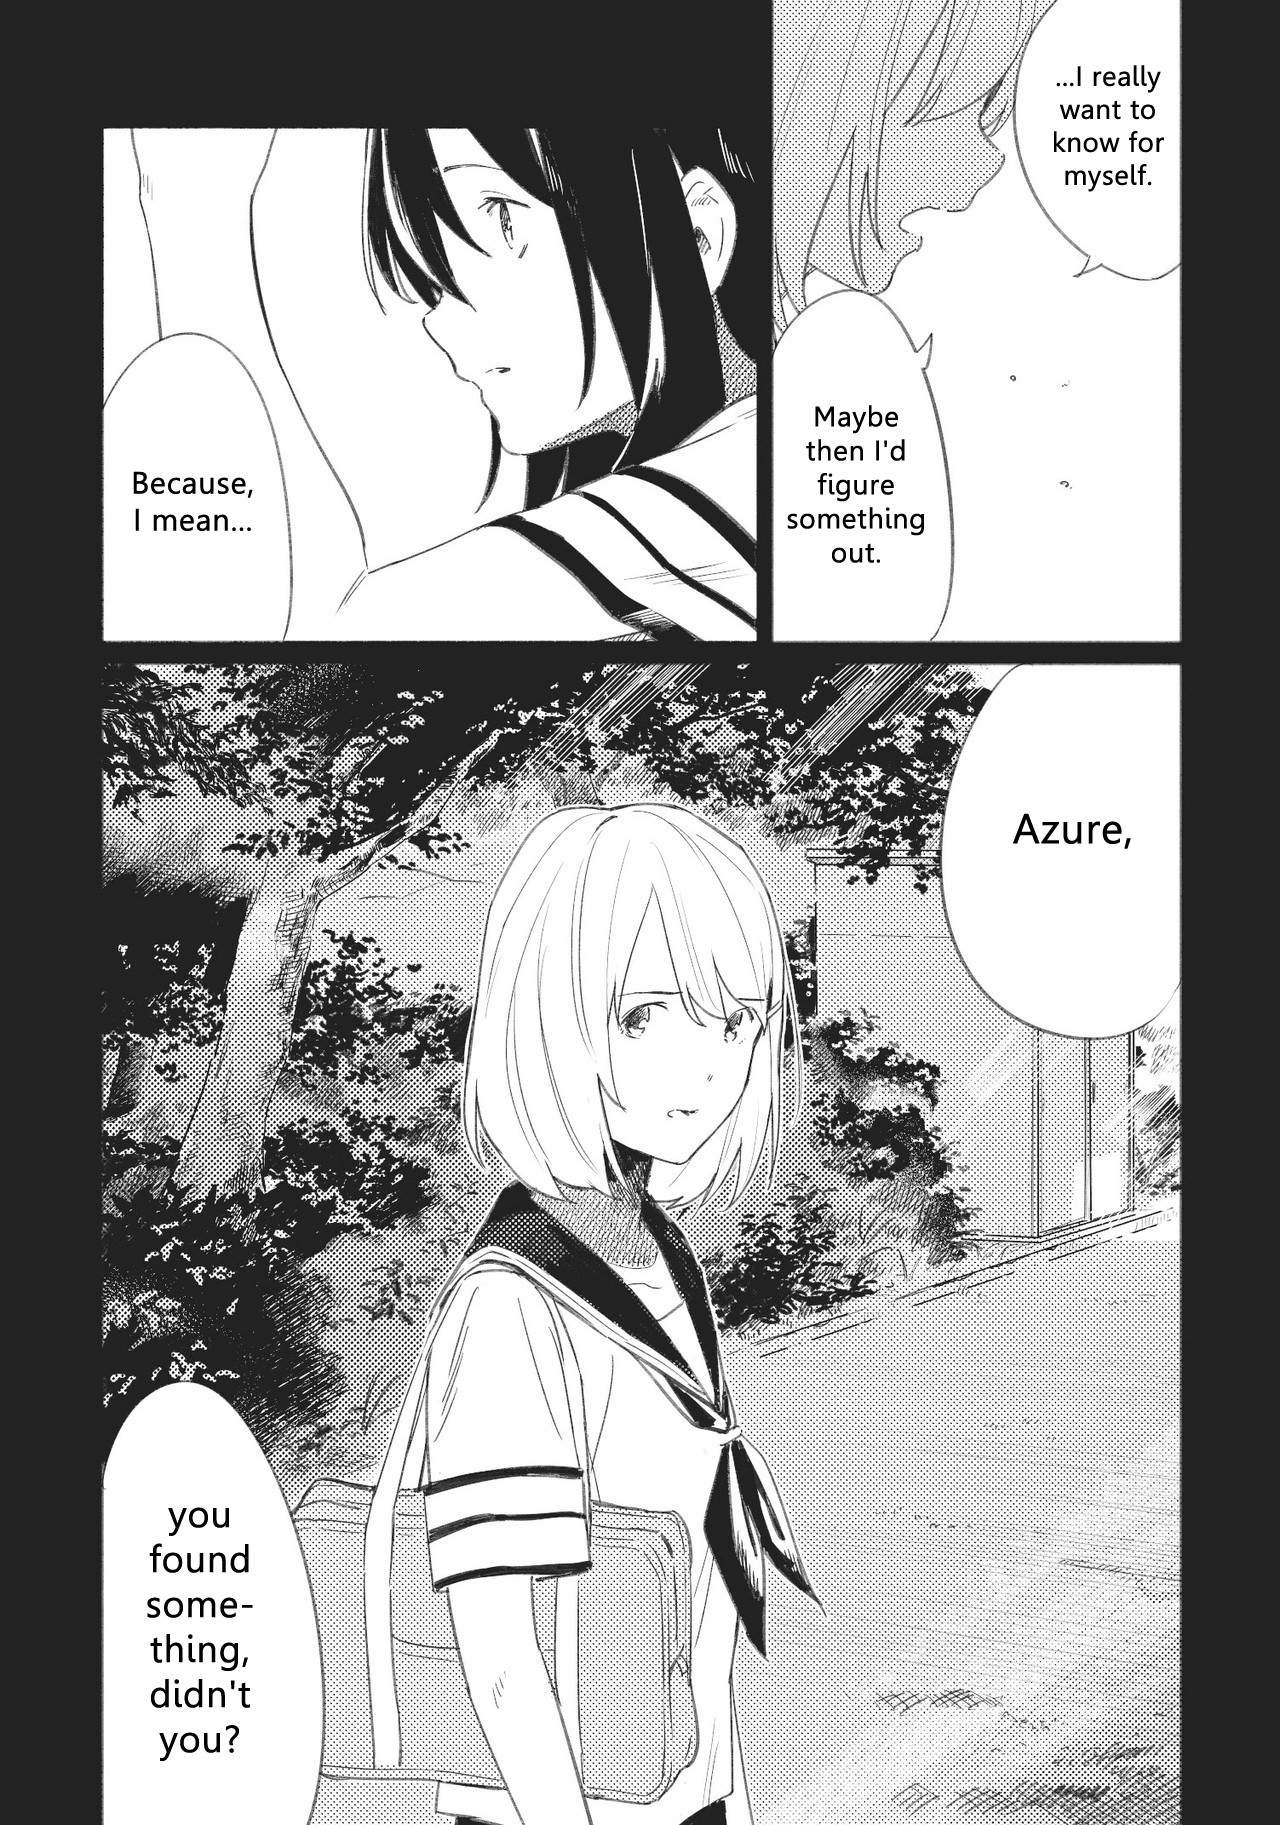 …I really
want to
know for
myself.
Maybe
then I'd
figure
something
out.
Because,
I mean…
Azure,
you
found
some-
thing,
didn't
you?